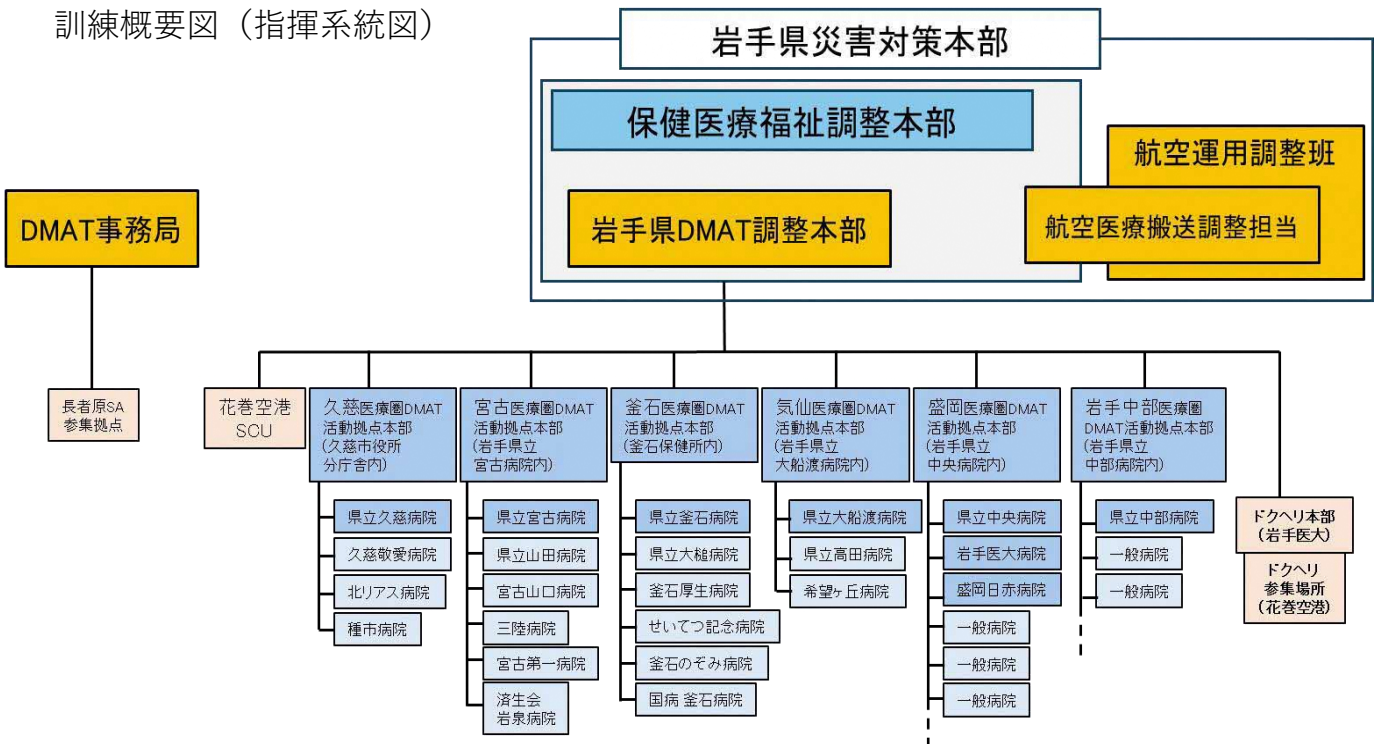 訓練概要図（指揮系統図）
岩手県災害対策本部
保健医療福祉調整本部
航空運用調整班
航空医療搬送調整担当
岩手県DMAT調整本部
DMAT事務局
長者原SA
参集拠点
花巻空港
SCU
久慈医療圏DMAT
活動拠点本部
(久慈市役所
分庁舎内)
県立久慈病院
久慈敬愛病院
北リアス病院
種市病院
宮古医療圏DMAT
活動拠点本部
(岩手県立
宮古病院内)
県立宮古病院
県立山田病院
宮古山口病院
三陸病院
宮古第一病院
済生会
岩泉病院
釜石医療圏DMAT
活動拠点本部
(釜石保健所内)
県立釜石病院
県立大槌病院
釜石厚生病院
せいてつ記念病院
釜石のぞみ病院
国病 釜石病院
気仙医療圏DMAT
活動拠点本部
(岩手県立
大船渡病院内)
県立大船渡病院
県立高田病院
希望ヶ丘病院
盛岡医療圏DMAT
活動拠点本部
(岩手県立
中央病院内)
県立中央病院
岩手医大病院
盛岡日赤病院
一般病院
一般病院
一般病院
岩手中部医療圏
DMAT活動拠点本部
(岩手県立
中部病院内)
県立中部病院
一般病院
一般病院
ドクヘリ本部
(岩手医大)
ドクヘリ
参集場所
(花巻空港)